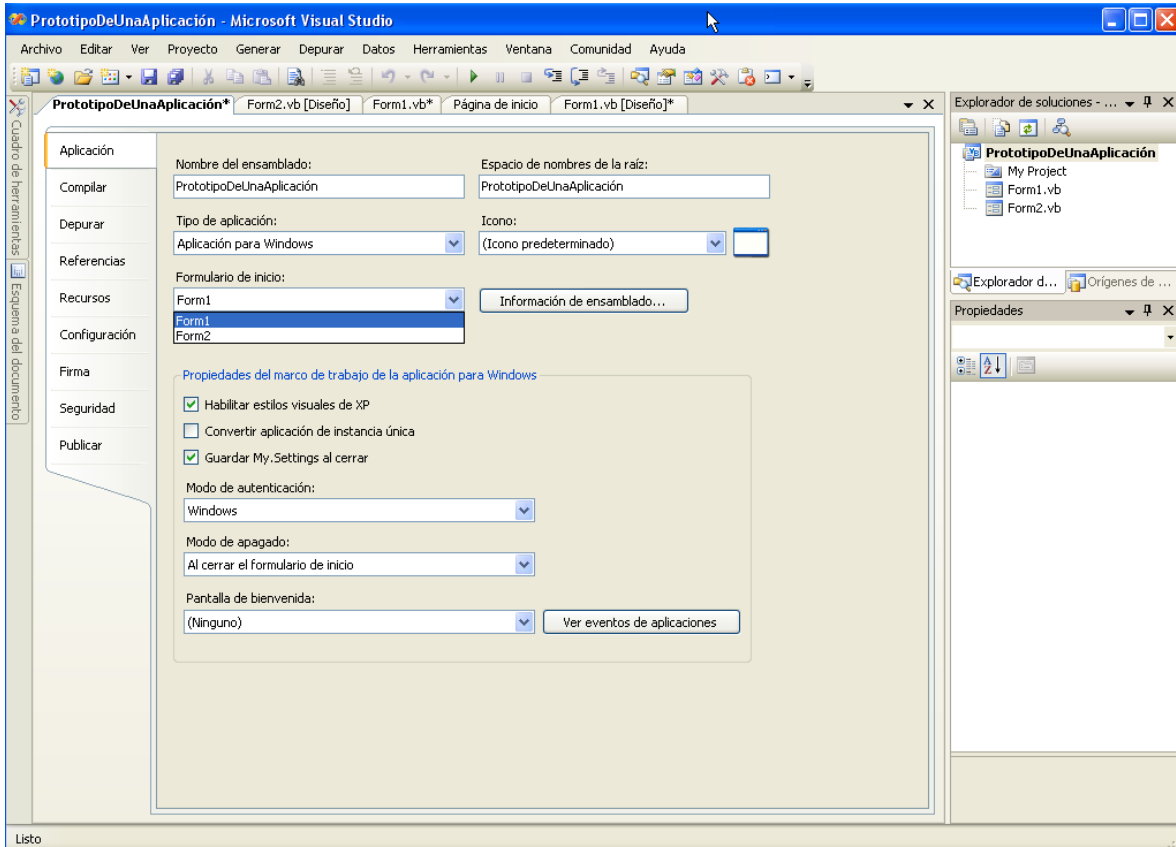 PrototipoDeUnaAplicación - Microsoft Visual Studio
Archivo Editar Ver Proyecto Generar Depurar Datos Herramientas Ventana Comunidad Ayuda
PrototipoDeUnaAplicación* Form2.vb [Diseño] Form1.vb* Página de inicio Form1.vb [Diseño]*
Cuadro de herramientas
Esquema del documento
Aplicación
Compilar
Depurar
Referencias
Recursos
Configuración
Firma
Seguridad
Publicar
Nombre del ensamblado: Espacio de nombres de la raíz:
PrototipoDeUnaAplicación PrototipoDeUnaAplicación
Tipo de aplicación: Icono:
Aplicación para Windows (Icono predeterminado)
Formulario de inicio:
Form1 Información de ensamblado...
Form1
Form2
Propiedades del marco de trabajo de la aplicación para Windows
Habilitar estilos visuales de XP
Convertir aplicación de instancia única
Guardar My.Settings al cerrar
Modo de autenticación:
Windows
Modo de apagado:
Al cerrar el formulario de inicio
Pantalla de bienvenida:
(Ninguno) Ver eventos de aplicaciones
Explorador de soluciones - ...
PrototipoDeUnaAplicación
My Project
Form1.vb
Form2.vb
Explorador d... Orígenes de ...
Propiedades
Listo